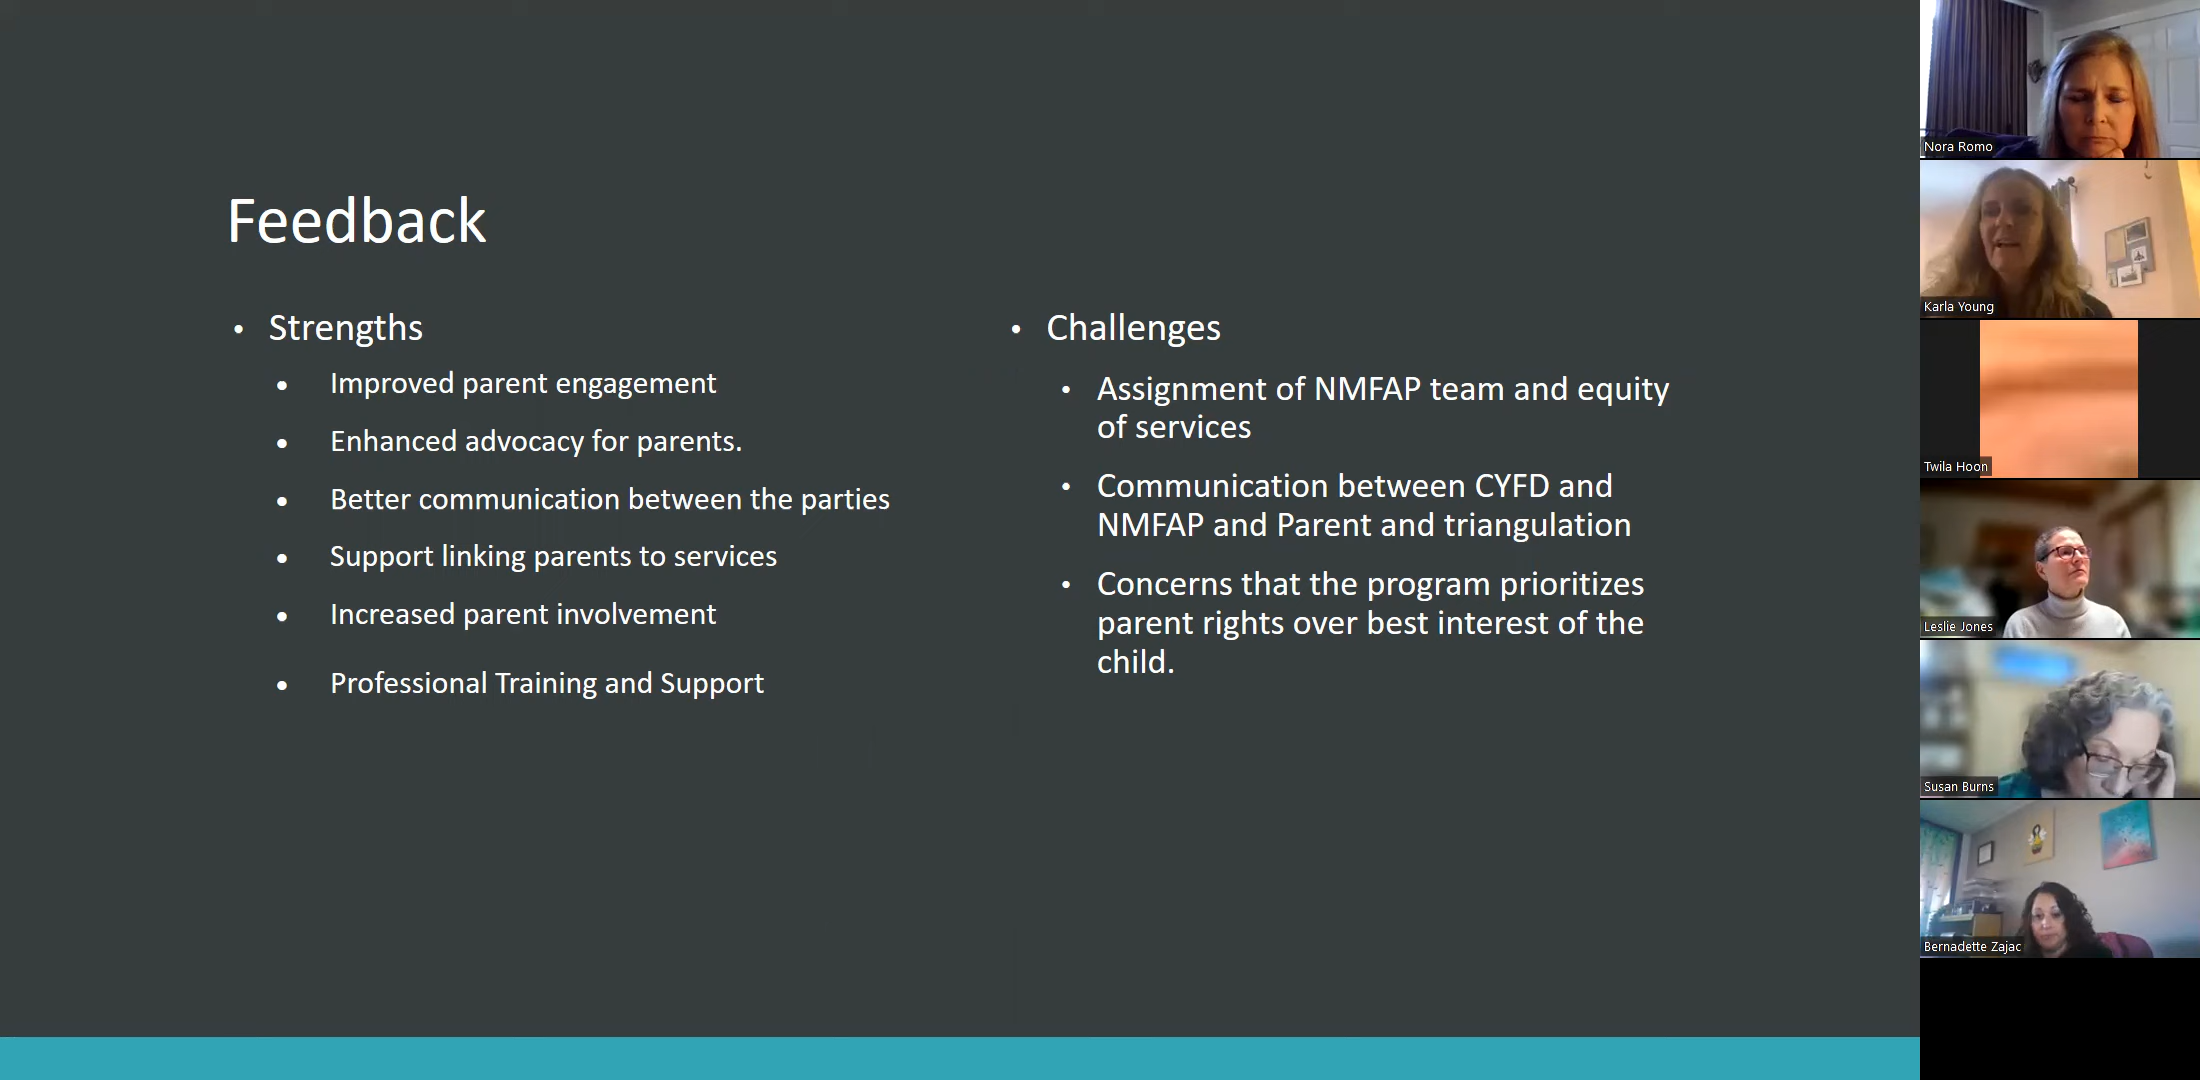 Feedback
• Strengths
• Improved parent engagement
• Enhanced advocacy for parents.
• Better communication between the parties
• Support linking parents to services
• Increased parent involvement
• Professional Training and Support
• Challenges
• Assignment of NMFAP team and equity
of services
• Communication between CYFD and
NMFAP and Parent and triangulation
• Concerns that the program prioritizes
parent rights over best interest of the
child.
Nora Romo
Karla Young
Twila Hoon
Leslie Jones
Susan Burns
Bernadette Zajac